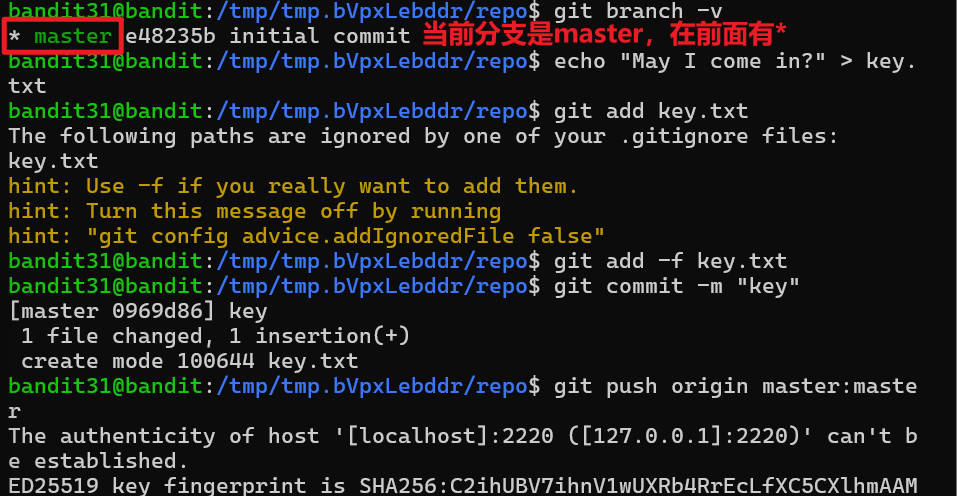 bandit31@bandit:/tmp/tmp.bVpxLebddr/repo$ git branch -v
* master e48235b initial commit 当前分支是master，在前面有*
bandit31@bandit:/tmp/tmp.bVpxLebddr/repo$ echo "May I come in?" > key.
txt
bandit31@bandit:/tmp/tmp.bVpxLebddr/repo$ git add key.txt
The following paths are ignored by one of your .gitignore files:
key.txt
hint: Use -f if you really want to add them.
hint: Turn this message off by running
hint: "git config advice.addIgnoredFile false"
bandit31@bandit:/tmp/tmp.bVpxLebddr/repo$ git add -f key.txt
bandit31@bandit:/tmp/tmp.bVpxLebddr/repo$ git commit -m "key"
[master 0969d86] key
 1 file changed, 1 insertion(+)
 create mode 100644 key.txt
bandit31@bandit:/tmp/tmp.bVpxLebddr/repo$ git push origin master:maste
r
The authenticity of host '[localhost]:2220 ([127.0.0.1]:2220)' can't b
e established.
ED25519 key fingerprint is SHA256:C2ihUBV7ihnV1wUXRb4RrEcLfXC5CXlhmAAM